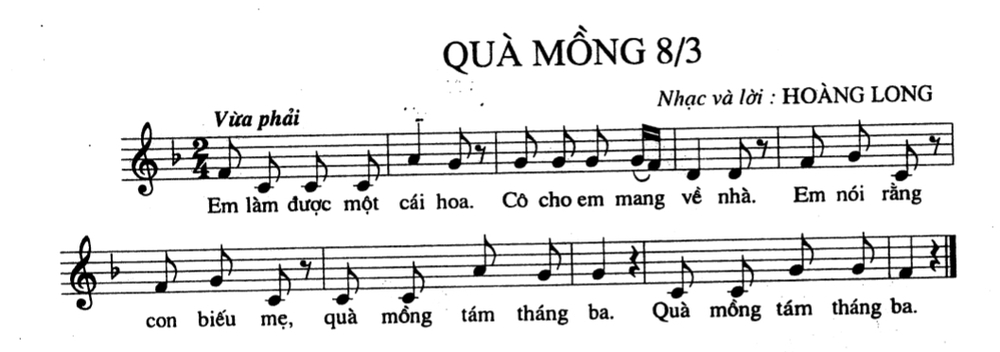 QUÀ MỒNG 8/3
Nhạc và lời : HOÀNG LONG
Vừa phải
2
4
Em làm được một cái hoa. Cô cho em mang về nhà. Em nói rằng
con biếu mẹ, quà mồng tám tháng ba. Quà mồng tám tháng ba.